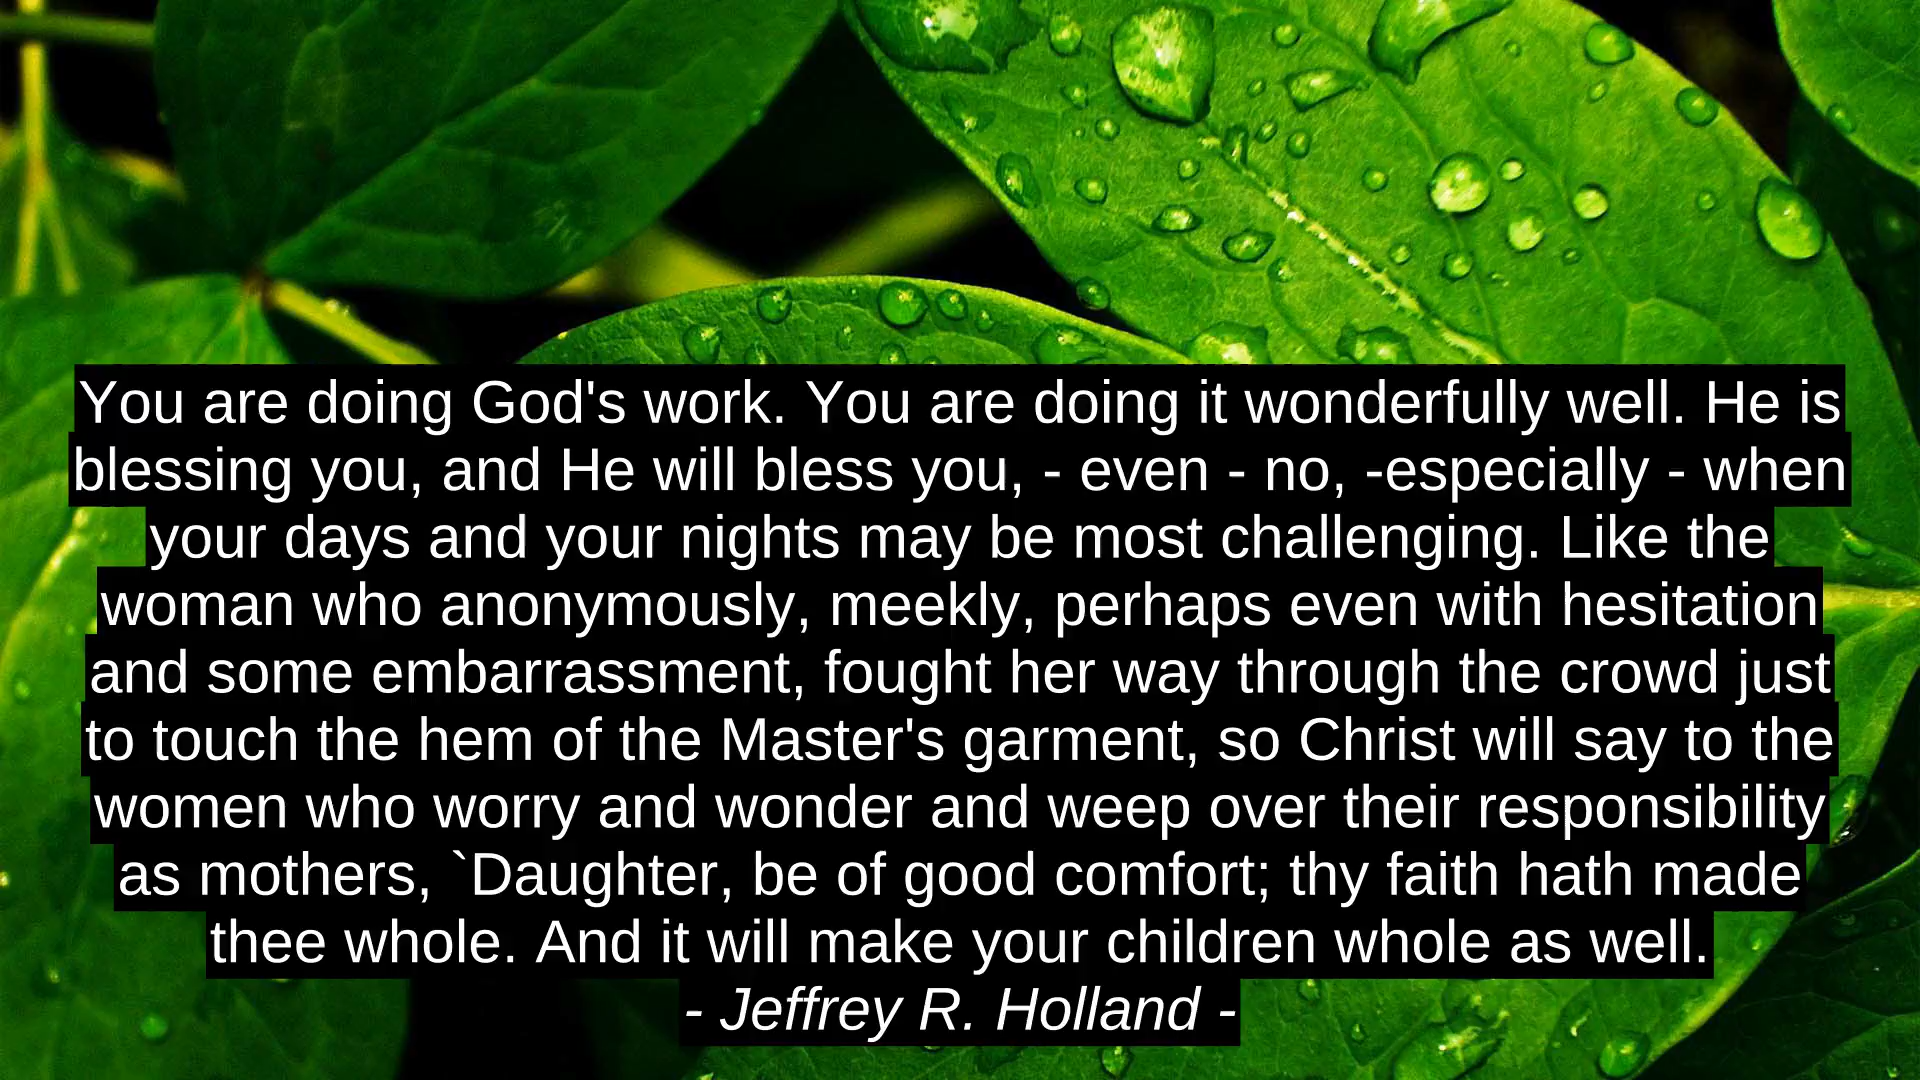 You are doing God's work. You are doing it wonderfully well. He is
blessing you, and He will bless you, - even - no, -especially - when
your days and your nights may be most challenging. Like the
woman who anonymously, meekly, perhaps even with hesitation
and some embarrassment, fought her way through the crowd just
to touch the hem of the Master's garment, so Christ will say to the
women who worry and wonder and weep over their responsibility
as mothers, `Daughter, be of good comfort; thy faith hath made
thee whole. And it will make your children whole as well.
- Jeffrey R. Holland -